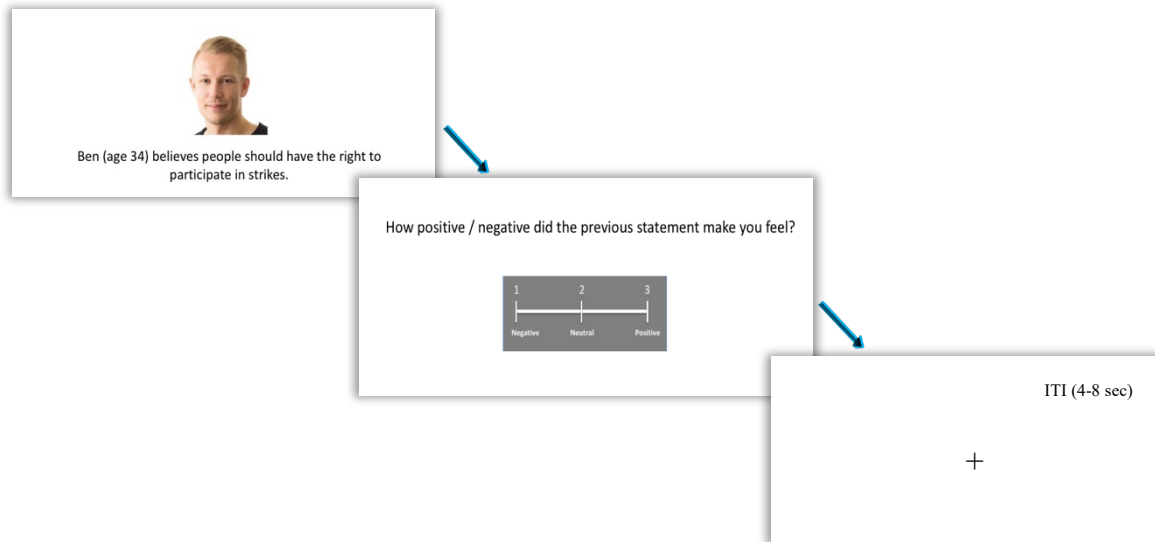 Ben (age 34) believes people should have the right to
participate in strikes.
How positive / negative did the previous statement make you feel?
1 2 3
Negative Neutral Positive
ITI (4-8 sec)
+